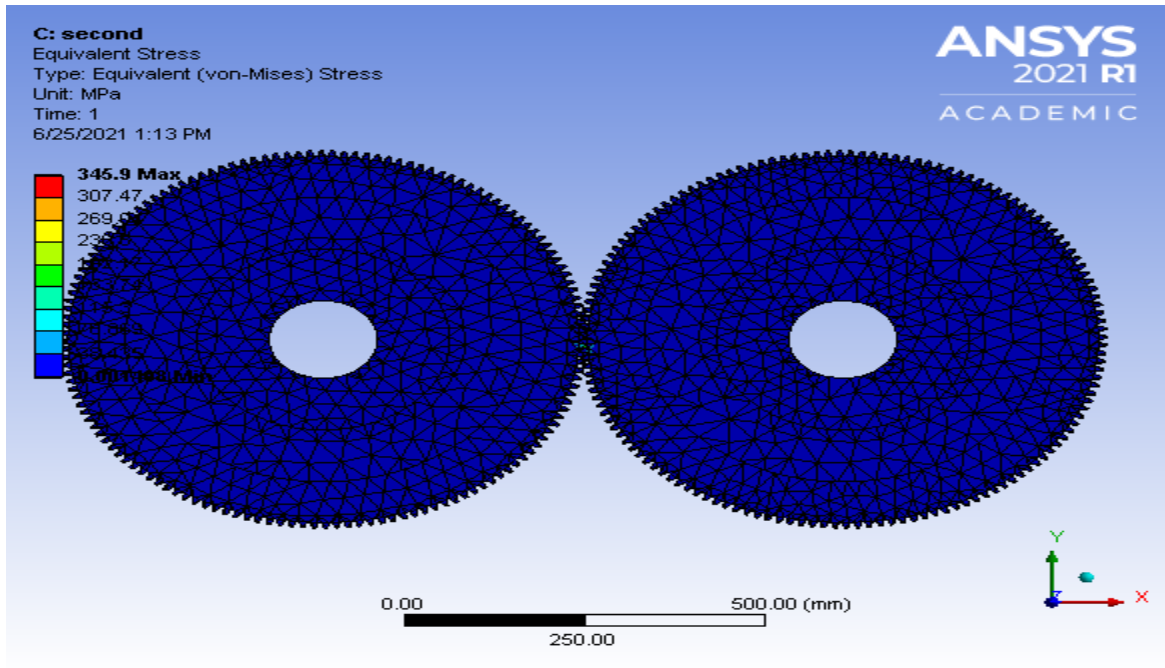 C: second
Equivalent Stress
Type: Equivalent (von-Mises) Stress
Unit: MPa
Time: 1
6/25/2021 1:13 PM
ANSYS
2021 R1
ACADEMIC
345.9 Max
307.47
0.00
500.00 (mm)
250.00
Y
X